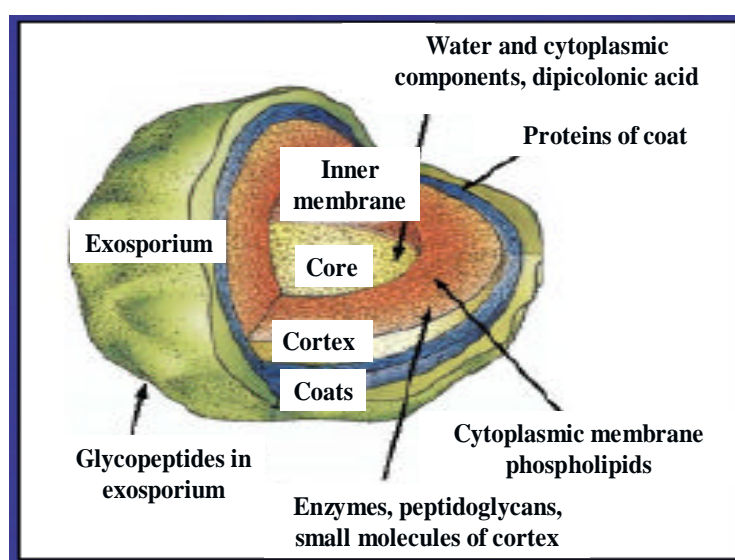 Water and cytoplasmic
components, dipicolonic acid
Proteins of coat
Inner
membrane
Exosporium
Core
Cortex
Coats
Cytoplasmic membrane
phospholipids
Glycopeptides in
exosporium
Enzymes, peptidoglycans,
small molecules of cortex